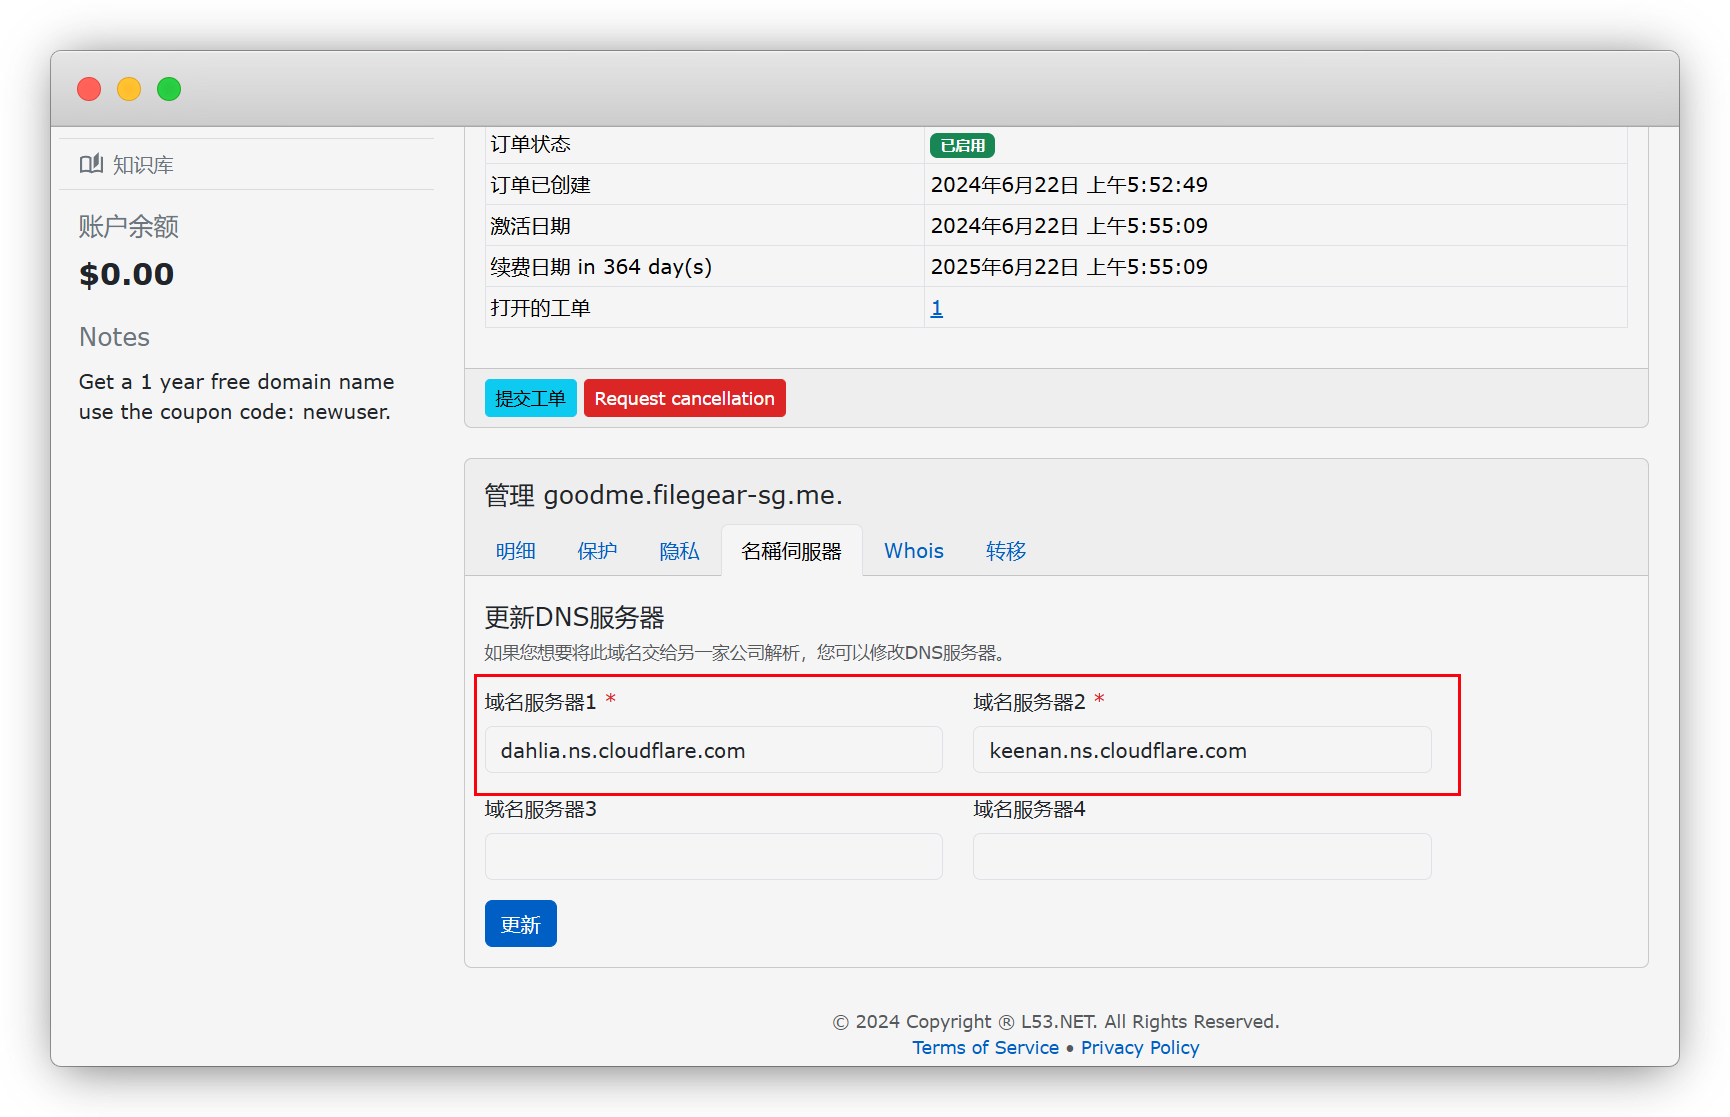 知识库
账户余额
$0.00
Notes
Get a 1 year free domain name
use the coupon code: newuser.
订单状态 已启用
订单已创建 2024年6月22日 上午5:52:49
激活日期 2024年6月22日 上午5:55:09
续费日期 in 364 day(s) 2025年6月22日 上午5:55:09
打开的工单 1
提交工单 Request cancellation
管理 goodme.filegear-sg.me.
明细 保护 隐私 名稱伺服器 Whois 转移
更新DNS服务器
如果您想要将此域名交给另一家公司解析，您可以修改DNS服务器。
域名服务器1 * 域名服务器2 *
dahlia.ns.cloudflare.com keenan.ns.cloudflare.com
域名服务器3 域名服务器4
更新
© 2024 Copyright ® L53.NET. All Rights Reserved.
Terms of Service • Privacy Policy